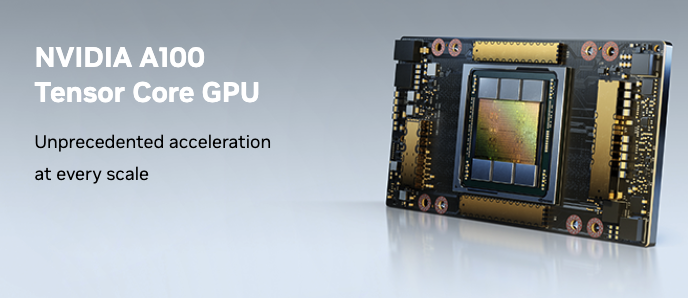 NVIDIA A100
Tensor Core GPU
Unprecedented acceleration
at every scale